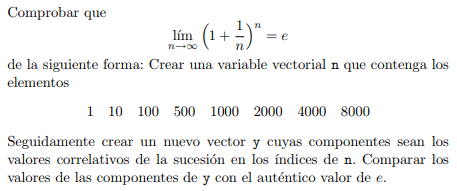 Comprobar que
lím_{n→∞} (1 + 1/n)^n = e
de la siguiente forma: Crear una variable vectorial n que contenga los
elementos
1 10 100 500 1000 2000 4000 8000
Seguidamente crear un nuevo vector y cuyas componentes sean los
valores correlativos de la sucesión en los índices de n. Comparar los
valores de las componentes de y con el auténtico valor de e.